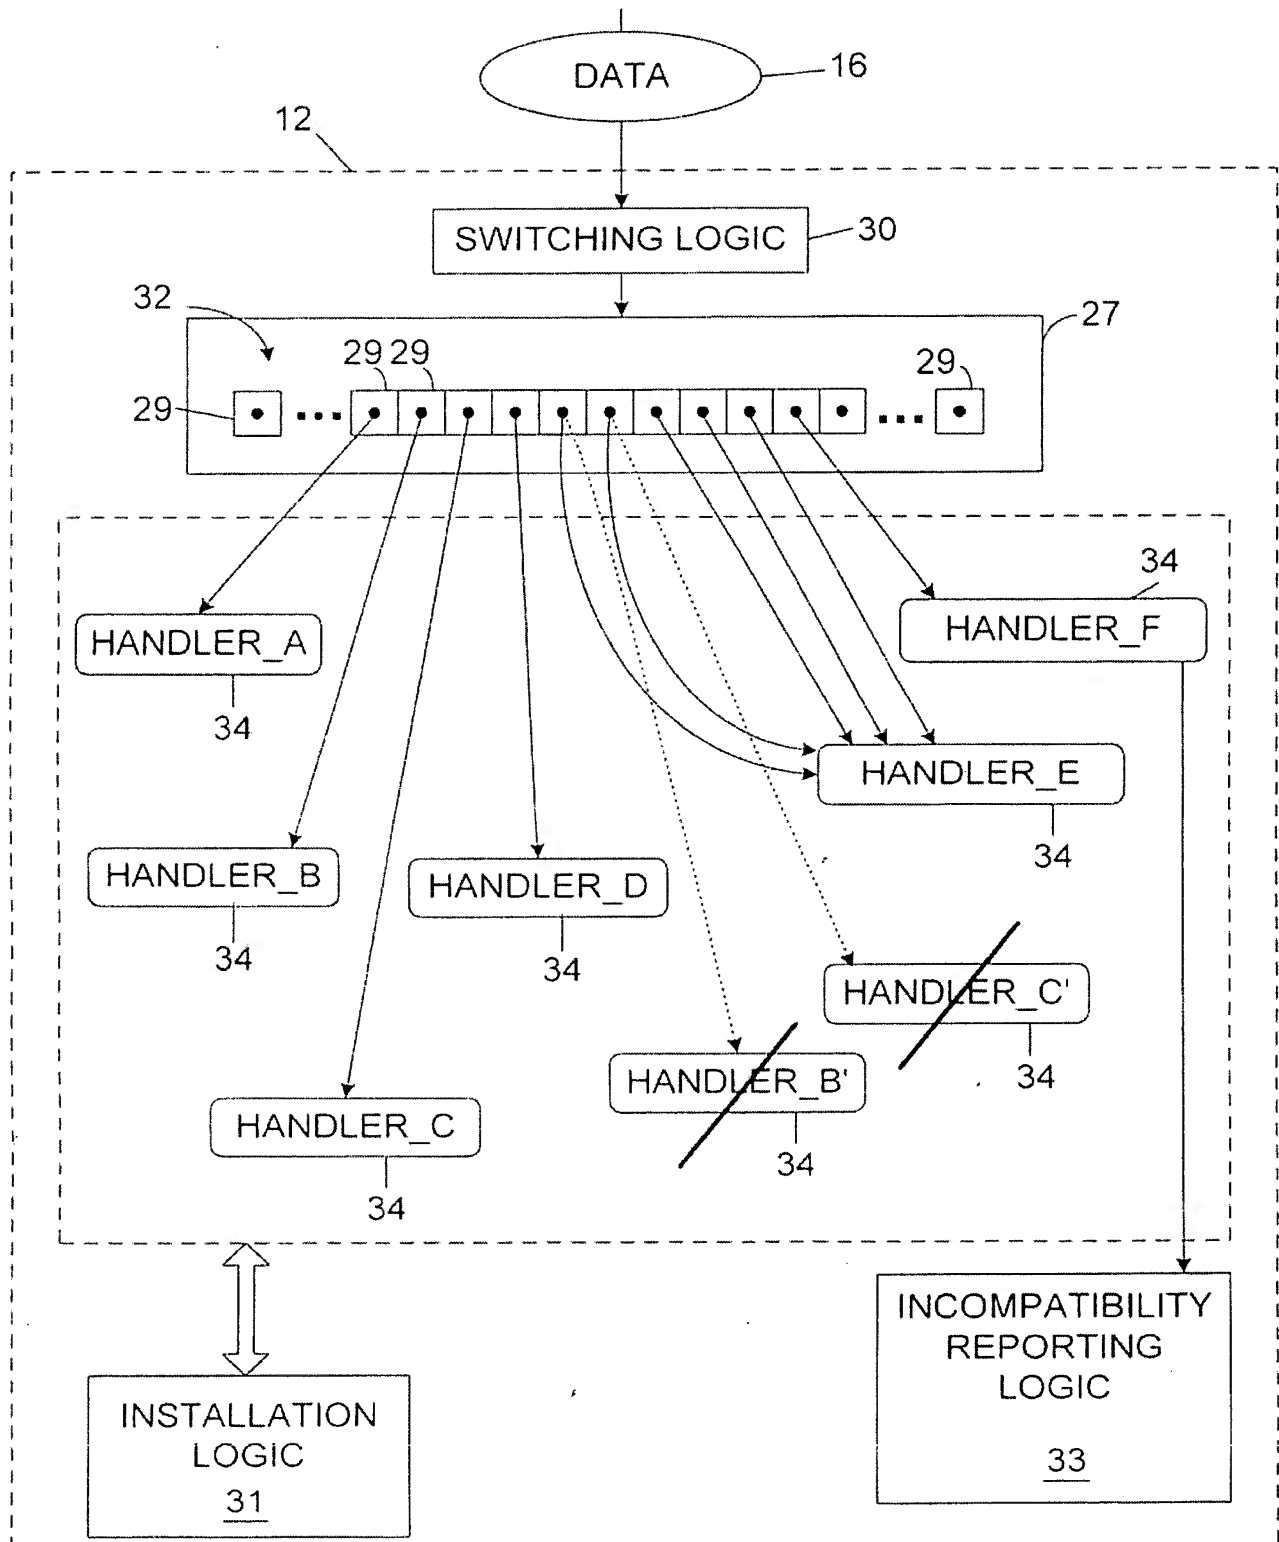 DATA
16
12
SWITCHING LOGIC
30
32
27
29 29
29
29
34
HANDLER_A
HANDLER_F
34
HANDLER_E
34
HANDLER_B
HANDLER_D
34
34
HANDLER_C'
34
HANDLER_B'
HANDLER_C
34
34
INCOMPATIBILITY
REPORTING
LOGIC
33
INSTALLATION
LOGIC
31